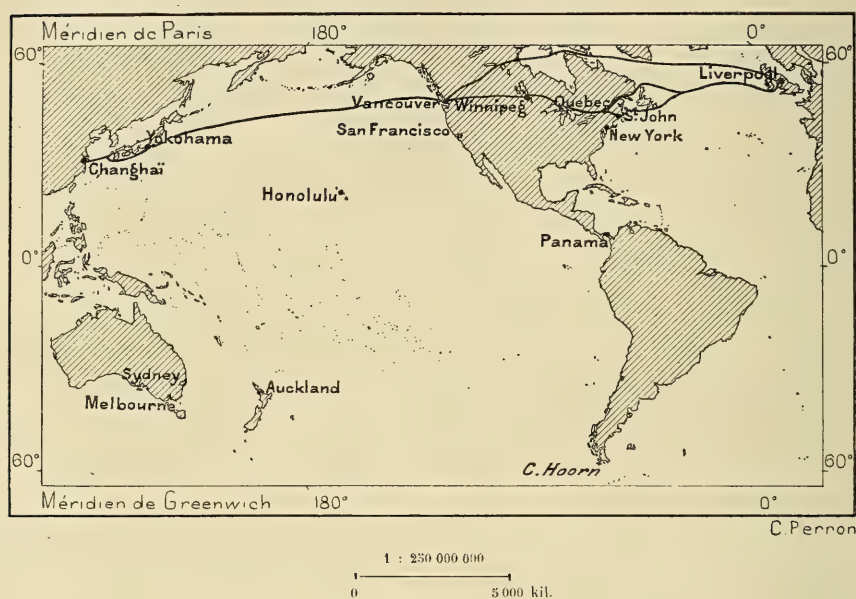 Méridien de Paris 180° 0°
60° 60°
Liverpool
Vancouver Winnipeg Quebec
St John
San Francisco
New York
Yokohama
Changhaï
Honolulu
Panama
0° 0°
Sydney
Auckland
Melbourne
60° 60°
C. Hoorn
Méridien de Greenwich 180° 0°
C. Perron
1 : 250 000 000
0 5 000 kil.